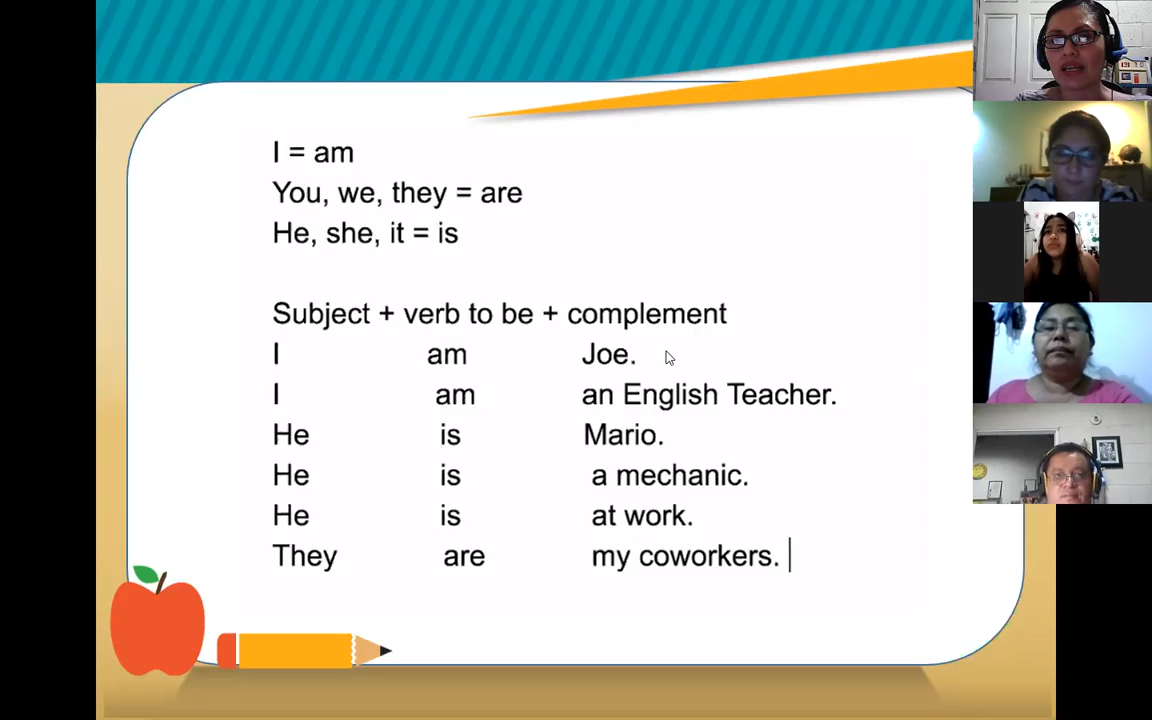 I = am
You, we, they = are
He, she, it = is
Subject + verb to be + complement
I am Joe.
I am an English Teacher.
He is Mario.
He is a mechanic.
He is at work.
They are my coworkers.